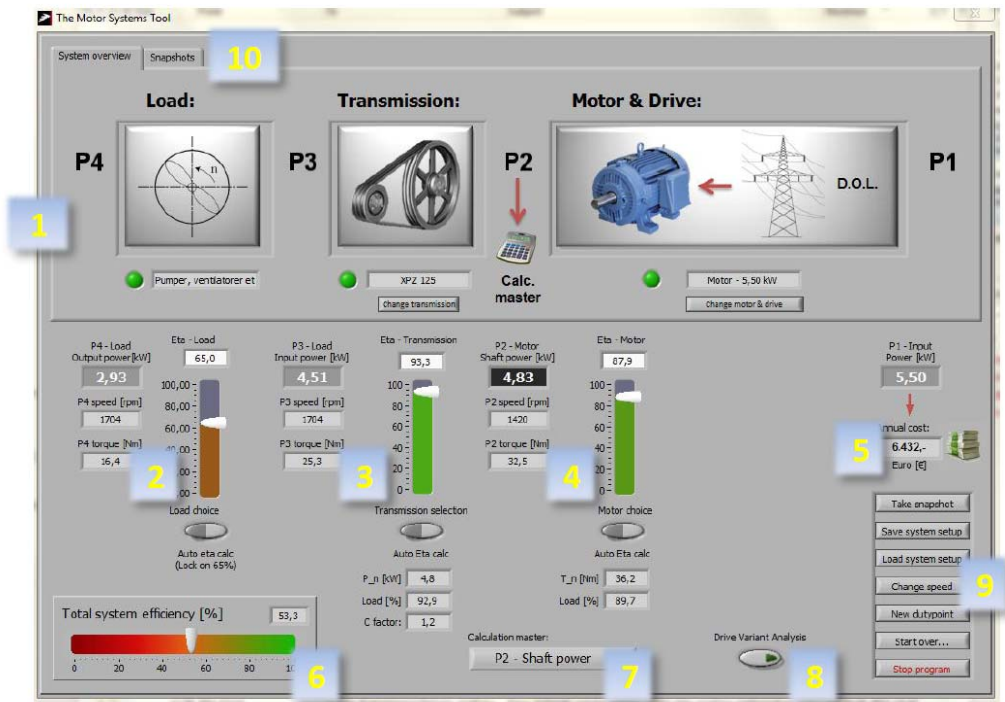 The Motor Systems Tool
System overview
Snapshots
10
Load:
Transmission:
Motor & Drive:
P4
P3
P2
P1
n
D.O.L.
1
Pumper, ventilatorer et
XPZ 125
Calc.
master
Motor - 5,50 kW
change transmission
Change motor & drive
P4 - Load
Output power[kW]
2,93
P4 speed [rpm]
1704
P4 torque [Nm]
16,4
Eta - Load
65,0
100,00
80,00
60,00
2
Load choice
Auto eta calc
(Lock on 65%)
P3 - Load
Input power [kW]
4,51
P3 speed [rpm]
1704
P3 torque [Nm]
25,3
Eta - Transmission
93,3
100
80
60
40
20
0
3
Transmission selection
Auto Eta calc
P_n [kW] 4,8
Load [%] 92,9
C factor: 1,2
P2 - Motor
Shaft power [kW]
4,83
P2 speed [rpm]
1420
P2 torque [Nm]
32,5
Eta - Motor
87,9
100
80
60
40
20
0
4
Motor choice
Auto Eta calc
T_n [Nm] 36,2
Load [%] 89,7
P1 - Input
Power [kW]
5,50
cost:
6.432,-
Euro [€]
5
Take snapshot
Save system setup
Load system setup
Change speed
New dutypoint
Start over...
Stop program
9
Total system efficiency [%] 53,3
0 20 40 60 80
6
Calculation master:
P2 - Shaft power
7
Drive Variant Analysis
8